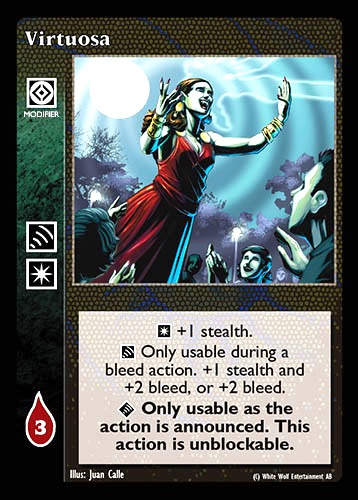 Virtuosa
MODIFIER
+1 stealth.
Only usable during a
bleed action. +1 stealth and
+2 bleed, or +2 bleed.
Only usable as the
action is announced. This
action is unblockable.
3
Illus: Juan Calle
(C) White Wolf Entertainment AB